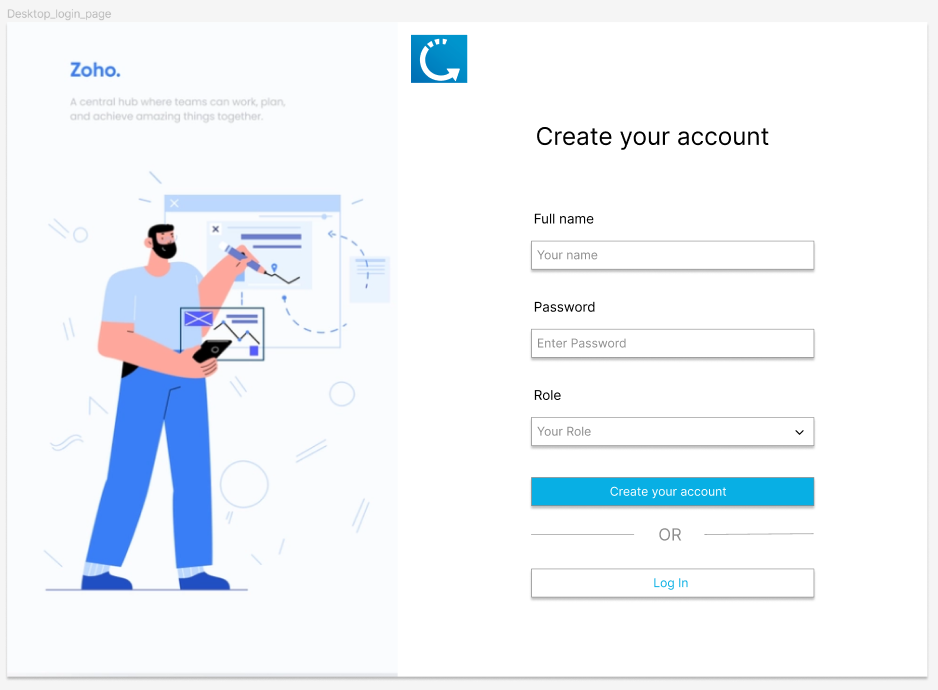 Desktop_login_page
Zoho.
A central hub where teams can work, plan,
and achieve amazing things together.
Create your account
Full name
Your name
Password
Enter Password
Role
Your Role
Create your account
OR
Log In